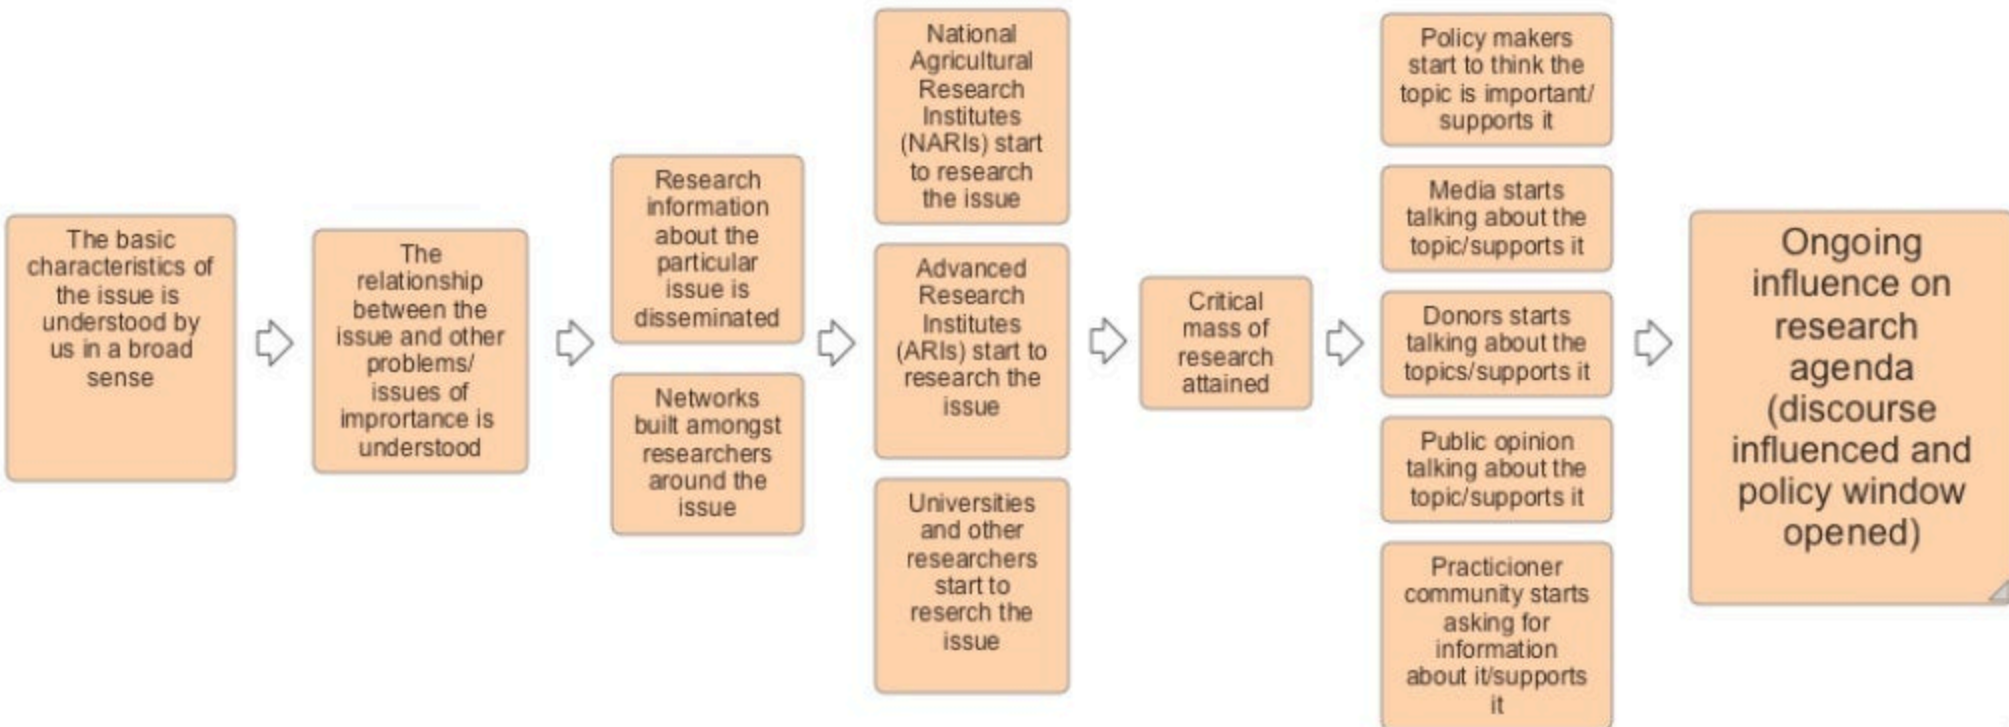 The basic
characteristics of
the issue is
understood by
us in a broad
sense
The
relationship
between the
issue and other
problems/
issues of
imprortance is
understood
Research
information
about the
particular
issue is
disseminated
Networks
built amongst
researchers
around the
issue
National
Agricultural
Research
Institutes
(NARIs) start
to research
the issue
Advanced
Research
Institutes
(ARIs) start to
research the
issue
Universities
and other
researchers
start to
reserch the
issue
Critical
mass of
research
attained
Policy makers
start to think the
topic is important/
supports it
Media starts
talking about the
topic/supports it
Donors starts
talking about the
topics/supports it
Public opinion
talking about the
topic/supports it
Practicioner
community starts
asking for
information
about it/supports
it
Ongoing
influence on
research
agenda
(discourse
influenced and
policy window
opened)